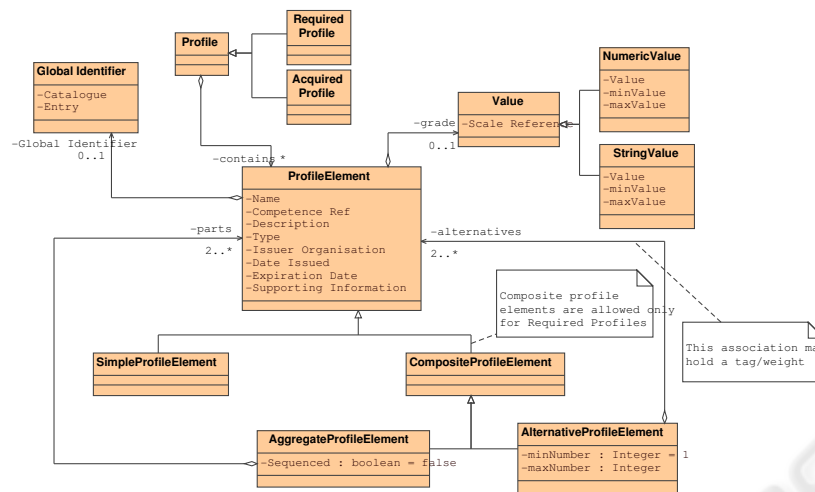 Required
Profile
Profile
Acquired
Profile
Global Identifier
-Catalogue
-Entry
NumericValue
-Value
-minValue
-maxValue
Value
-Scale Reference
-grade
0..1
-Global Identifier
0..1
StringValue
-Value
-minValue
-maxValue
-contains *
ProfileElement
-Name
-Competence Ref
-Description
-Type
-Issuer Organisation
-Date Issued
-Expiration Date
-Supporting Information
-parts
2..*
-alternatives
2..*
Composite profile
elements are allowed only
for Required Profiles
This association ma
hold a tag/weight
SimpleProfileElement
CompositeProfileElement
AggregateProfileElement
-Sequenced : boolean = false
AlternativeProfileElement
-minNumber : Integer = 1
-maxNumber : Integer